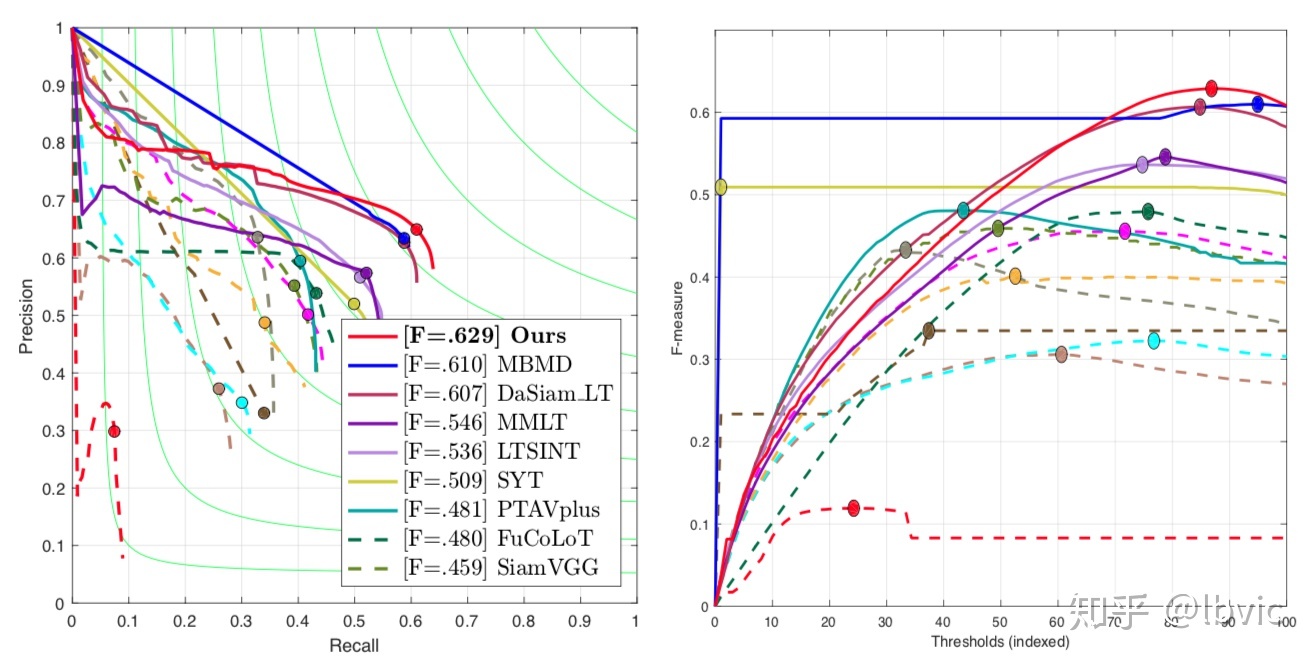 1
0.9
0.8
0.7
0.6
0.5
0.4
0.3
0.2
0.1
0
Precision
0 0.1 0.2 0.3 0.4 0.5 0.6 0.7 0.8 0.9 1
Recall
[F=.629] Ours
[F=.610] MBMD
[F=.607] DaSiam_LT
[F=.546] MMLT
[F=.536] LTSINT
[F=.509] SYT
[F=.481] PTAVplus
[F=.480] FuCoLoT
[F=.459] SiamVGG
0.6
0.5
0.4
0.3
0.2
0.1
0
F-measure
0 10 20 30 40 50 60 70 80 90 100
Thresholds (indexed)
知乎 @lbvic